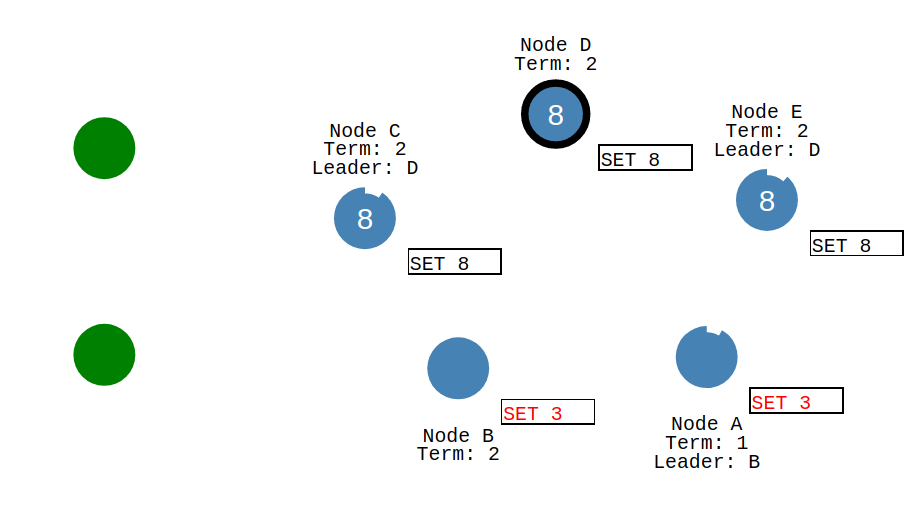 Node D
Term: 2
8
SET 8
Node C
Term: 2
Leader: D
8
SET 8
Node E
Term: 2
Leader: D
8
SET 8
SET 3
Node B
Term: 2
SET 3
Node A
Term: 1
Leader: B